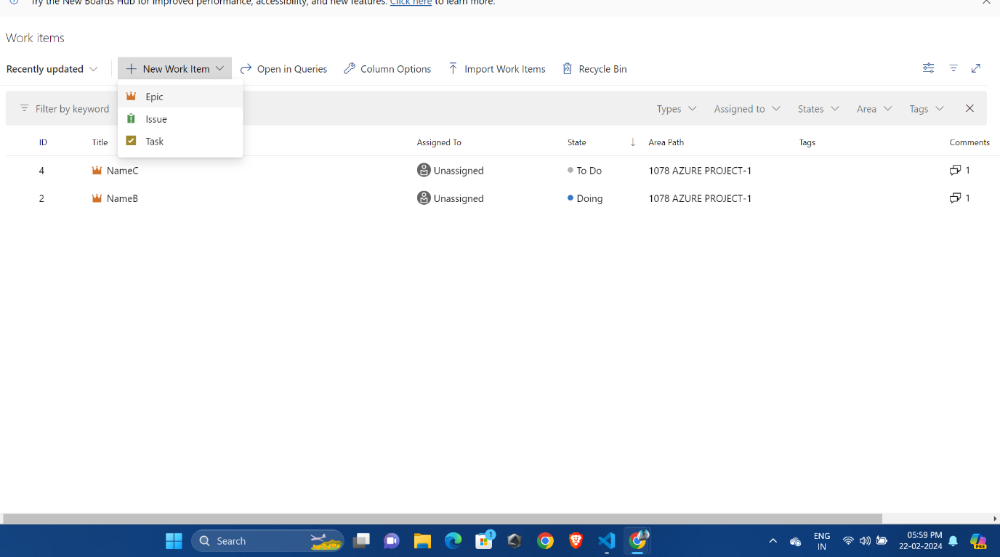 Try the New Boards Hub for improved performance, accessibility, and new features. Click here to learn more.
Work items
Recently updated New Work Item Open in Queries Column Options Import Work Items Recycle Bin
Epic
Filter by keyword Types Assigned to States Area Tags
Issue
Task
ID Title Assigned To State Area Path Tags Comments
4 NameC Unassigned To Do 1078 AZURE PROJECT-1 1
2 NameB Unassigned Doing 1078 AZURE PROJECT-1 1
Search 1 ENG IN 05:59 PM 22-02-2024 PRE